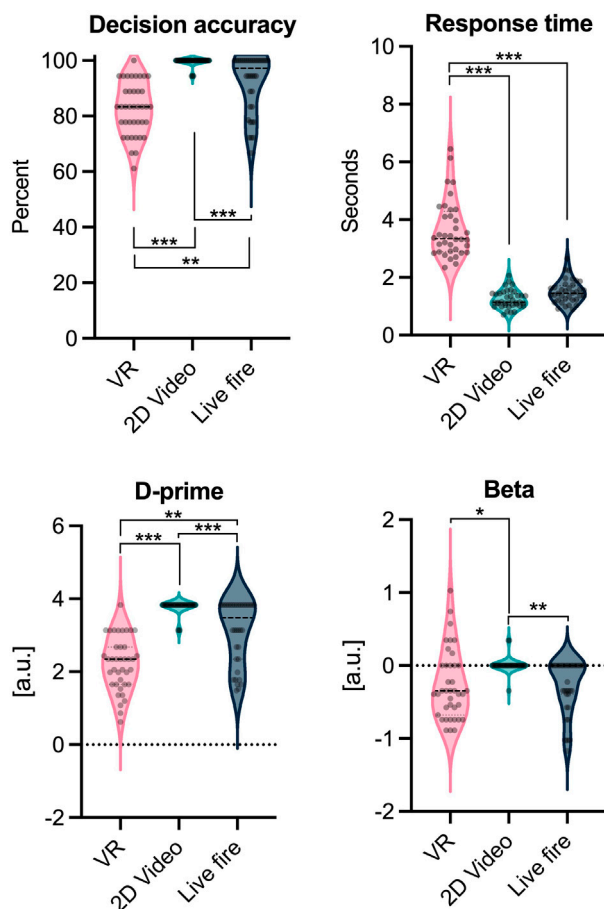 Decision accuracy
Percent
100
80
60
40
20
0
***
***
**
VR
2D Video
Live fire
Response time
Seconds
10
8
6
4
2
0
***
***
VR
2D Video
Live fire
D-prime
[a.u.]
6
4
2
0
-2
**
***
***
VR
2D Video
Live fire
Beta
[a.u.]
2
1
0
-1
-2
*
**
VR
2D Video
Live fire